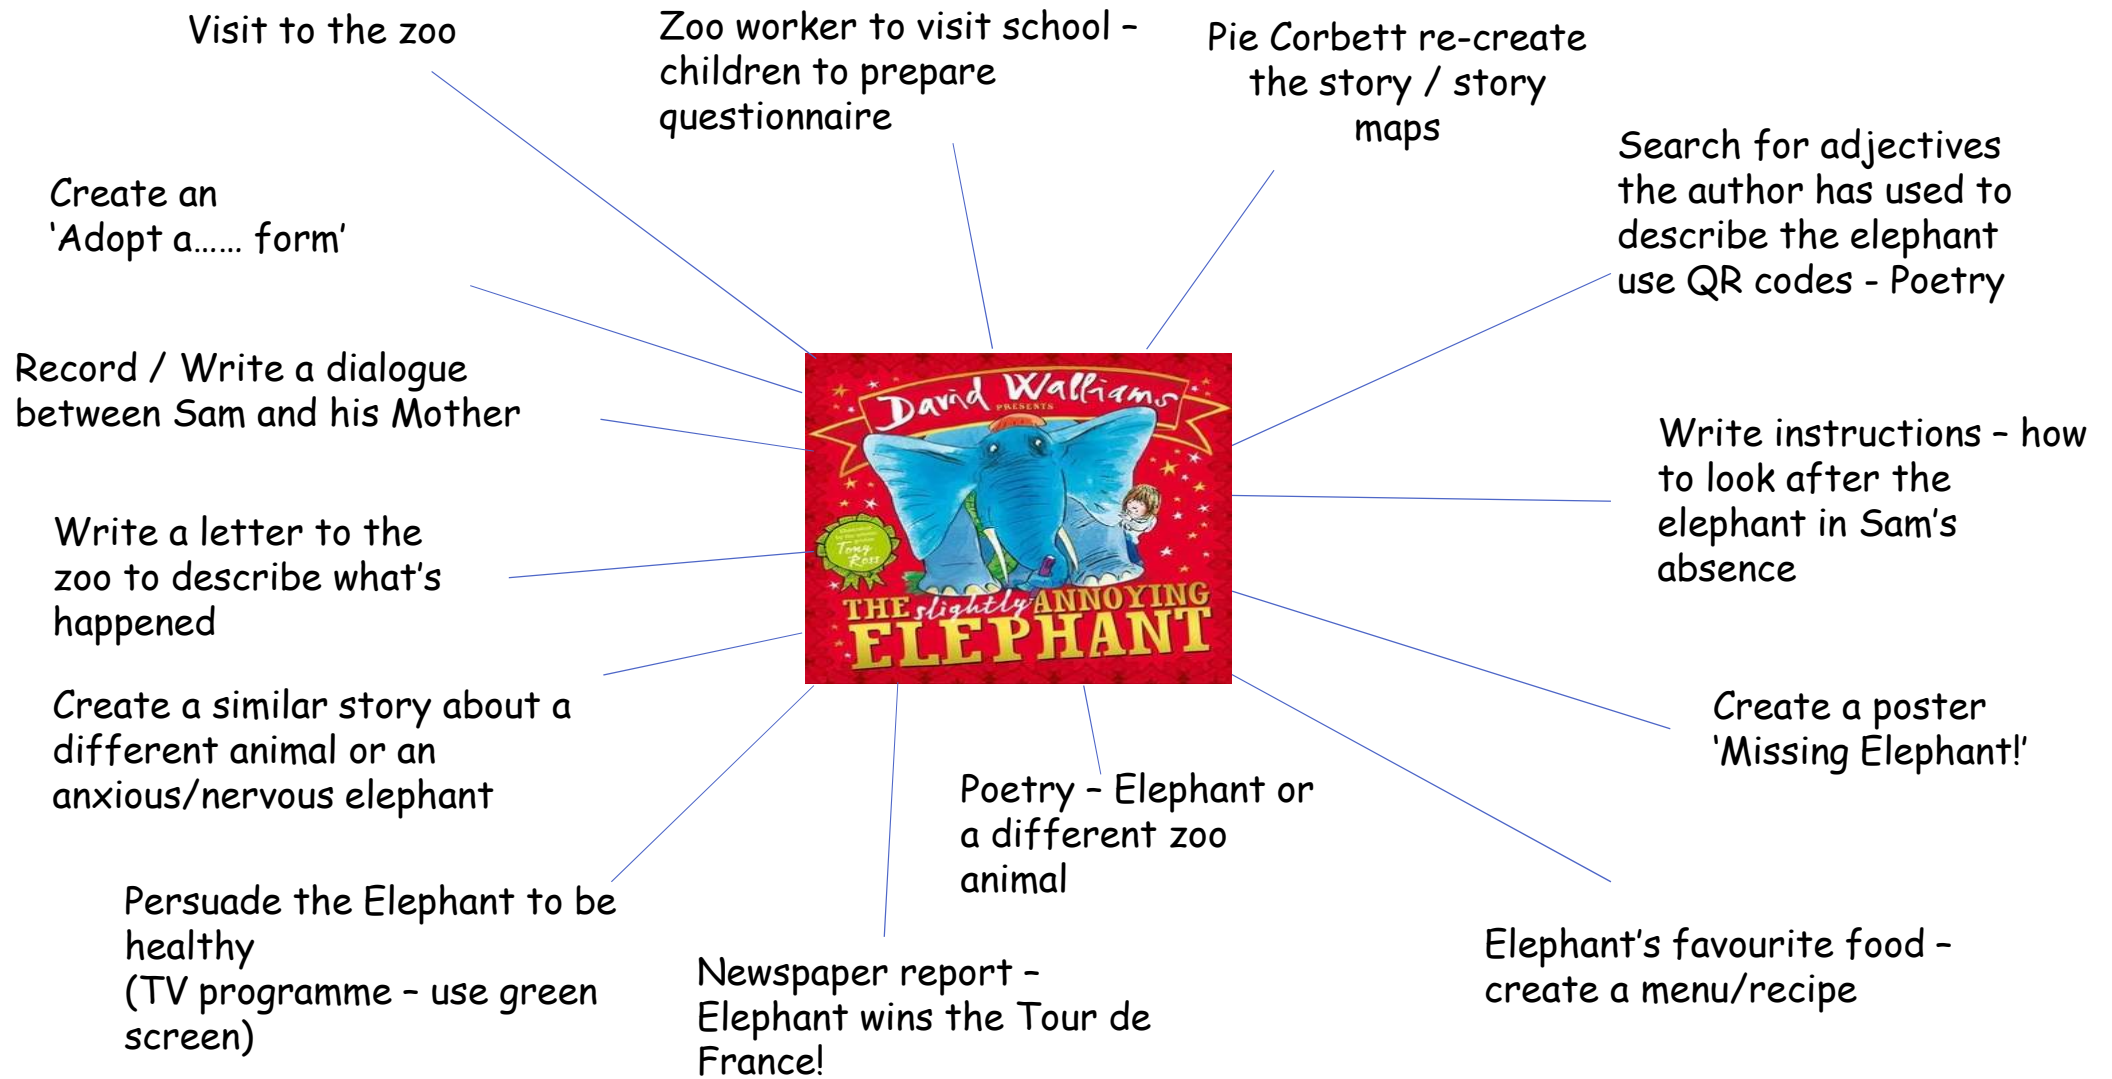 Visit to the zoo
Zoo worker to visit school –
children to prepare
questionnaire
Pie Corbett re-create
the story / story
maps
Search for adjectives
the author has used to
describe the elephant
use QR codes - Poetry
Create an
‘Adopt a…… form’
Record / Write a dialogue
between Sam and his Mother
David Walliams
PRESENTS
Tony
Ross
THE slightly ANNOYING
ELEPHANT
Write instructions – how
to look after the
elephant in Sam’s
absence
Write a letter to the
zoo to describe what’s
happened
Create a similar story about a
different animal or an
anxious/nervous elephant
Create a poster
‘Missing Elephant!’
Poetry – Elephant or
a different zoo
animal
Persuade the Elephant to be
healthy
(TV programme – use green
screen)
Newspaper report –
Elephant wins the Tour de
France!
Elephant’s favourite food –
create a menu/recipe